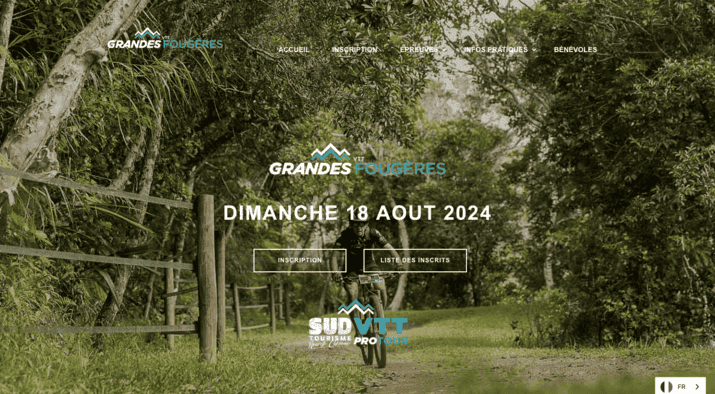 GRANDES FOUGÈRES
ACCUEIL INSCRIPTION ÉPREUVES INFOS PRATIQUES BÉNÉVOLES
VTT
GRANDES FOUGÈRES
DIMANCHE 18 AOUT 2024
INSCRIPTION LISTE DES INSCRITS
SUD VTT
TOURISME PRO TOUR
FR